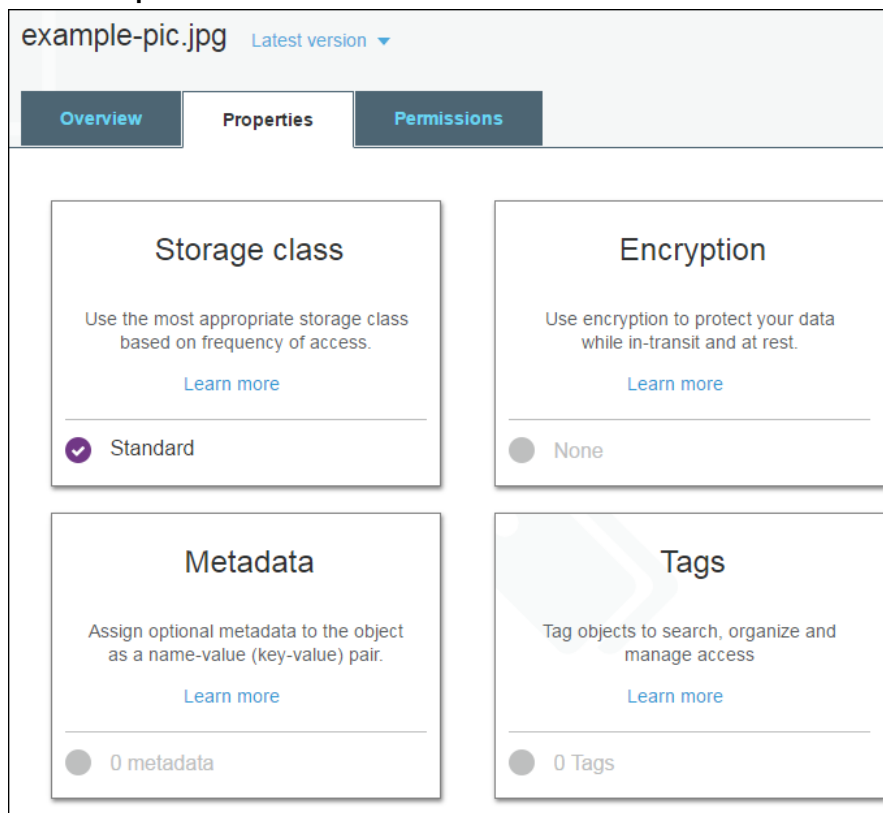 example-pic.jpg Latest version
Overview Properties Permissions
Storage class
Use the most appropriate storage class
based on frequency of access.
Learn more
Standard
Encryption
Use encryption to protect your data
while in-transit and at rest.
Learn more
None
Metadata
Assign optional metadata to the object
as a name-value (key-value) pair.
Learn more
0 metadata
Tags
Tag objects to search, organize and
manage access
Learn more
0 Tags